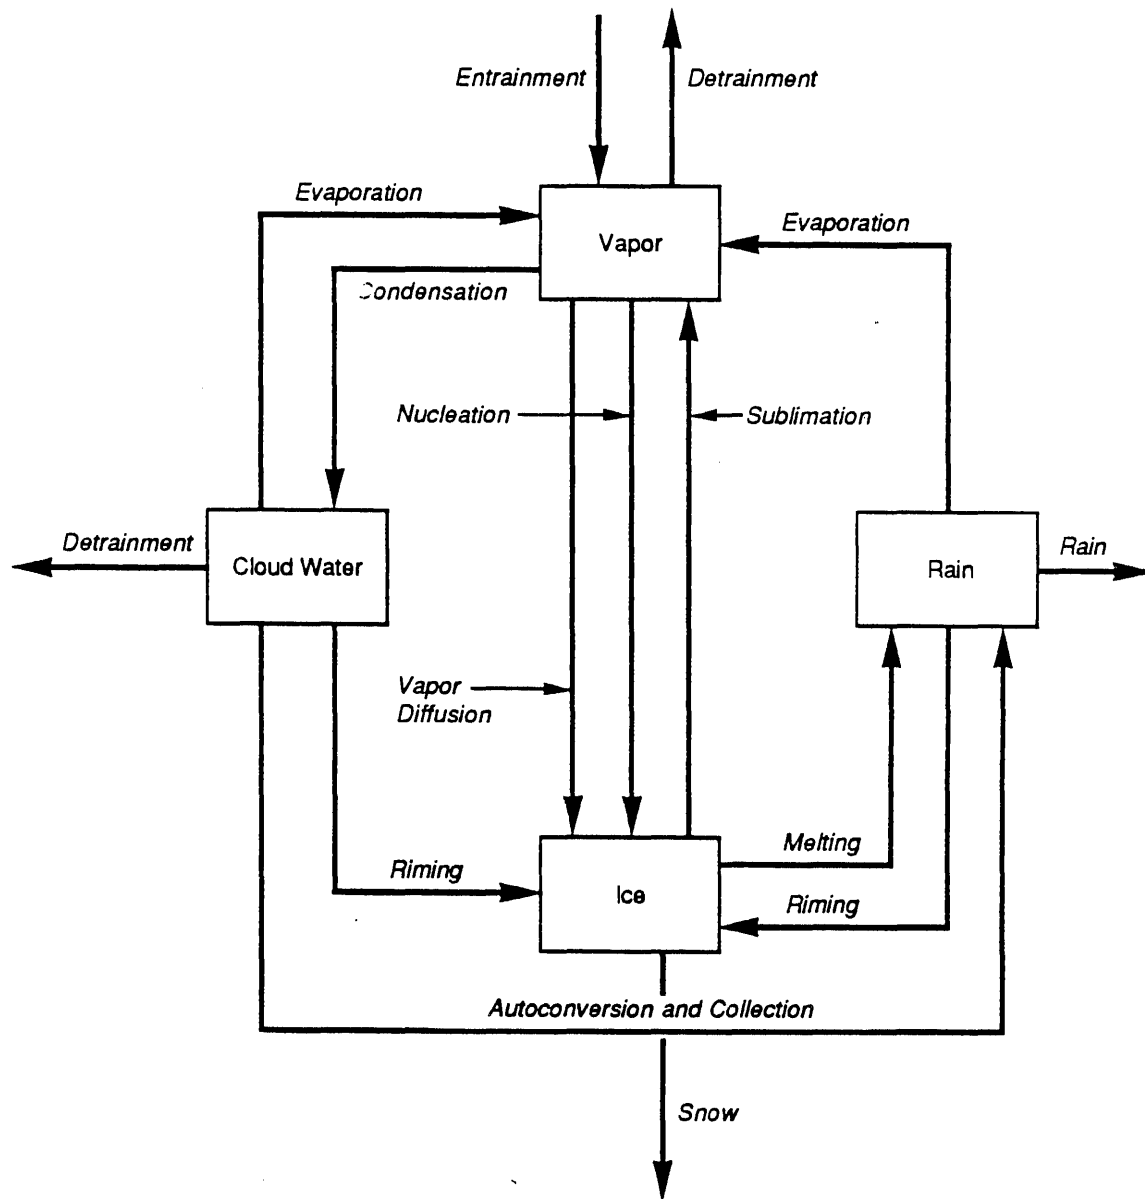 Entrainment
Detrainment
Evaporation
Vapor
Evaporation
Condensation
Nucleation
Sublimation
Detrainment
Cloud Water
Rain
Rain
Vapor
Diffusion
Melting
Riming
Ice
Riming
Autoconversion and Collection
Snow